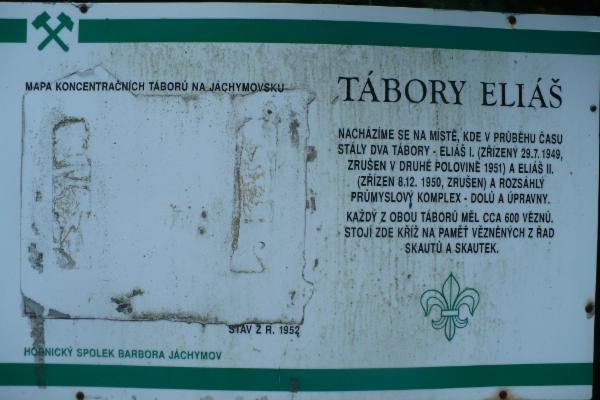 MAPA KONCENTRAČNÍCH TÁBORŮ NA JÁCHYMOVSKU
TÁBORY ELIÁŠ
NACHÁZÍME SE NA MÍSTĚ, KDE V PRŮBĚHU ČASU
STÁLY DVA TÁBORY - ELIÁŠ I. (ZŘÍZENÝ 29.7.1949,
ZRUŠEN V DRUHÉ POLOVINĚ 1951) A ELIÁŠ II.
(ZŘÍZEN 8.12. 1950, ZRUŠEN) A ROZSÁHLÝ
PRŮMYSLOVÝ KOMPLEX - DOLŮ A ÚPRAVNY.
KAŽDÝ Z OBOU TÁBORŮ MĚL CCA 600 VĚZNŮ.
STOJÍ ZDE KŘÍŽ NA PAMĚŤ VĚZNĚNÝCH Z ŘAD
SKAUTŮ A SKAUTEK.
STAV Z R. 1952
HORNICKÝ SPOLEK BARBORA JÁCHYMOV